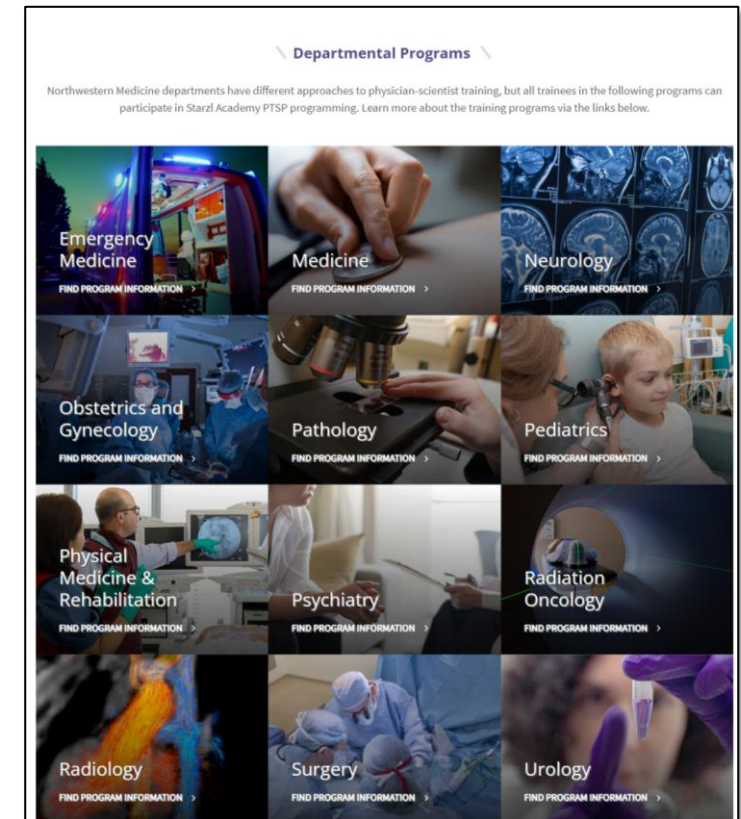 Departmental Programs
Northwestern Medicine departments have different approaches to physician-scientist training, but all trainees in the following programs can
participate in Starzl Academy PTSP programming. Learn more about the training programs via the links below.
Emergency
Medicine
FIND PROGRAM INFORMATION >
Medicine
FIND PROGRAM INFORMATION >
Neurology
FIND PROGRAM INFORMATION >
Obstetrics and
Gynecology
FIND PROGRAM INFORMATION >
Pathology
FIND PROGRAM INFORMATION >
Pediatrics
FIND PROGRAM INFORMATION >
Physical
Medicine &
Rehabilitation
FIND PROGRAM INFORMATION >
Psychiatry
FIND PROGRAM INFORMATION >
Radiation
Oncology
FIND PROGRAM INFORMATION >
Radiology
FIND PROGRAM INFORMATION >
Surgery
FIND PROGRAM INFORMATION >
Urology
FIND PROGRAM INFORMATION >